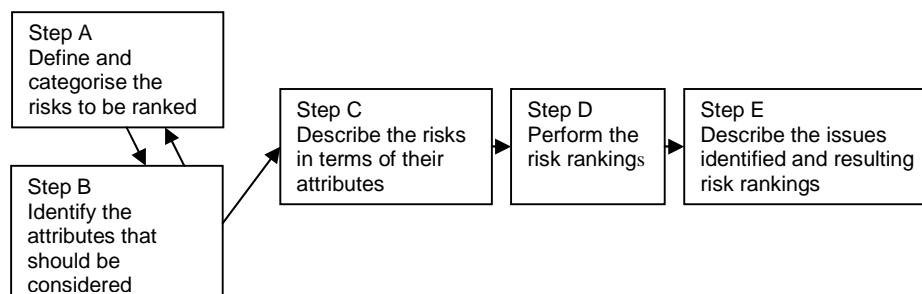 Step A
Define and
categorise the
risks to be ranked
Step B
Identify the
attributes that
should be
considered
Step C
Describe the risks
in terms of their
attributes
Step D
Perform the
risk rankings
Step E
Describe the issues
identified and resulting
risk rankings